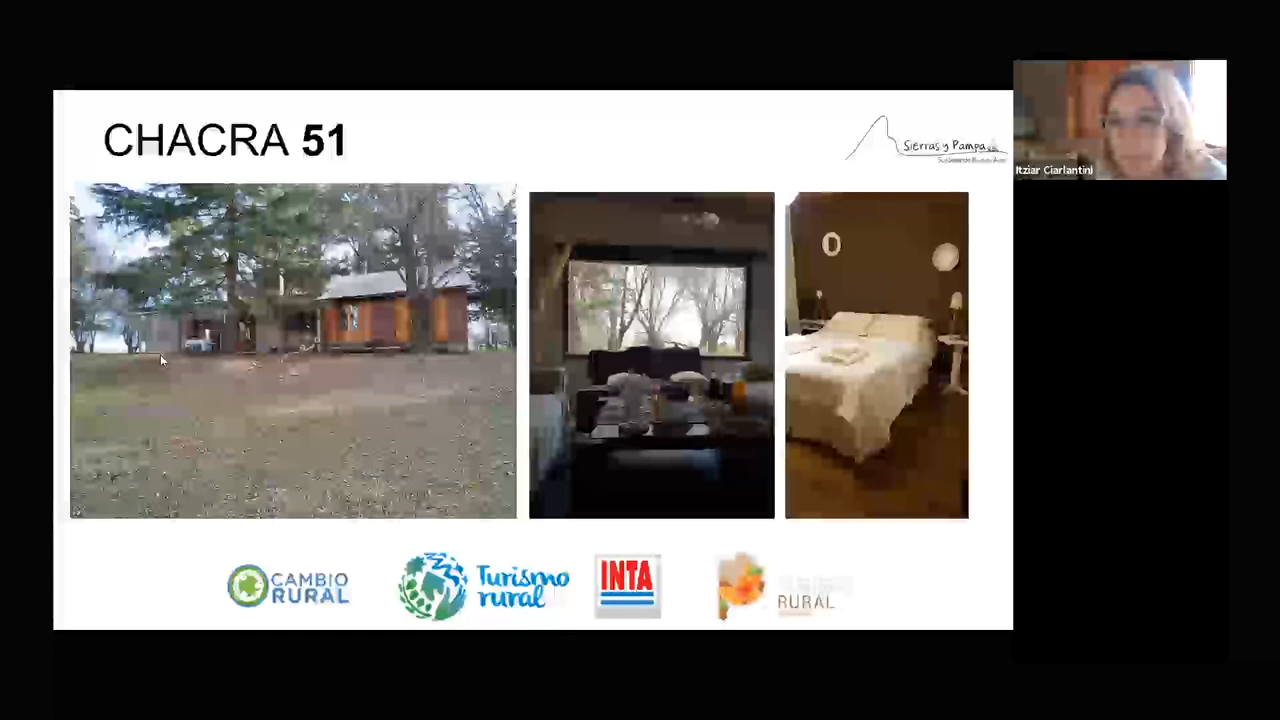 CHACRA 51
Sierras y Pampa
Itziar Ciarlantini
CAMBIO
RURAL
Turismo
rural
INTA
RURAL